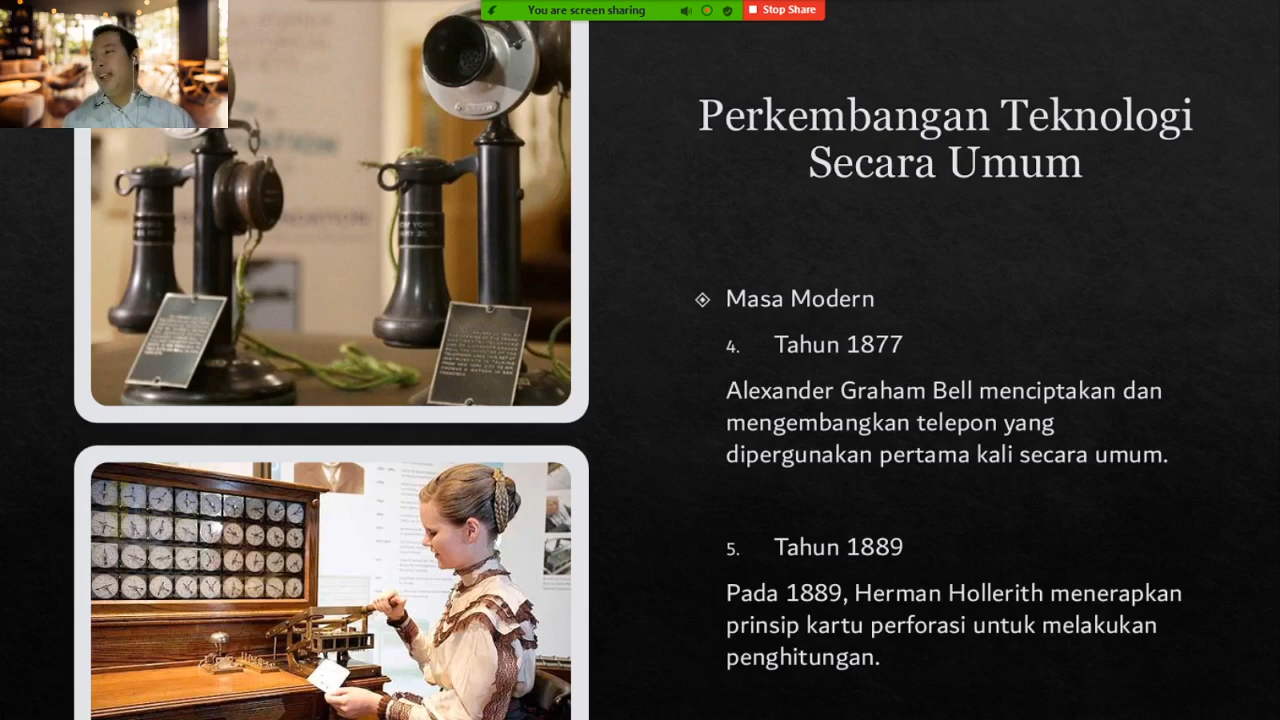 You are screen sharing
Stop Share
Perkembangan Teknologi
Secara Umum
Masa Modern
4. Tahun 1877
Alexander Graham Bell menciptakan dan
mengembangkan telepon yang
dipergunakan pertama kali secara umum.
5. Tahun 1889
Pada 1889, Herman Hollerith menerapkan
prinsip kartu perforasi untuk melakukan
penghitungan.